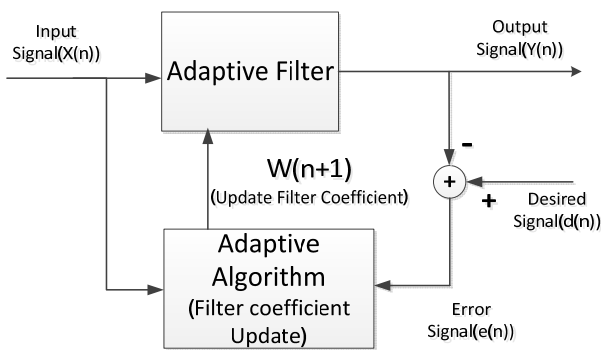 Input
Signal(X(n))
Adaptive Filter
Output
Signal(Y(n))
-
+
+
Desired
Signal(d(n))
W(n+1)
(Update Filter Coefficient)
Adaptive
Algorithm
(Filter coefficient
Update)
Error
Signal(e(n))